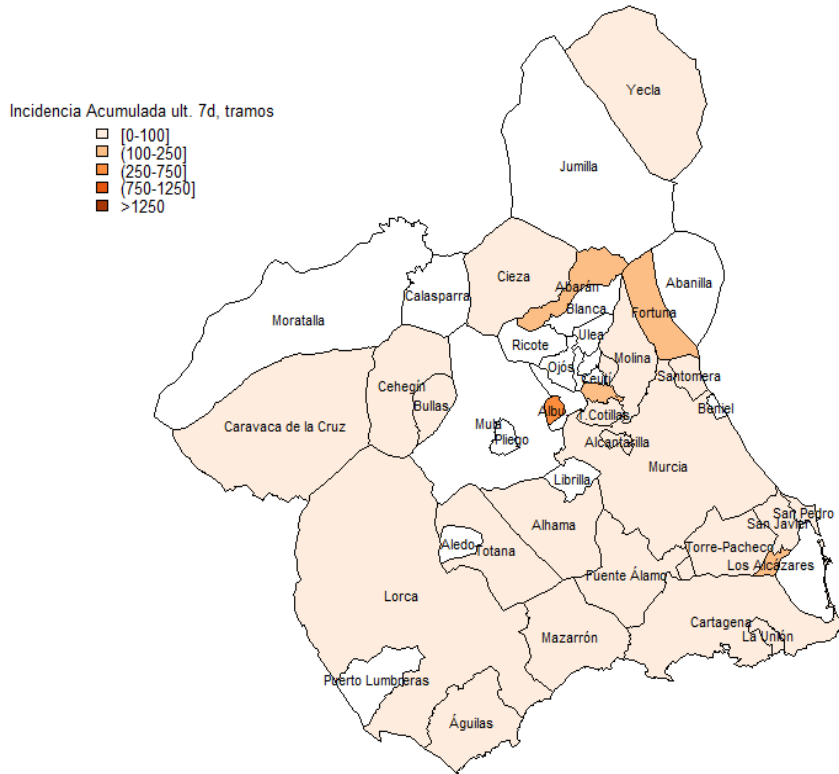 Incidencia Acumulada ult. 7d, tramos
[0-100]
(100-250]
(250-750]
(750-1250]
>1250
Yecla
Jumilla
Cieza
Abarán
Abanilla
Calasparra
Blanca
Fortuna
Moratalla
Ulea
Ricote
Molina
Ojós
Ceutí
Santomera
Cehegín
Bullas
Albu
Beniel
T.Cotillas
Caravaca de la Cruz
Mula
Pliego
Alcantarilla
Murcia
Librilla
San Pedro
San Javier
Alhama
Aledo
Totana
Torre-Pacheco
Los Alcázares
Fuente Álamo
Lorca
Cartagena
La Unión
Mazarrón
Puerto Lumbreras
Águilas